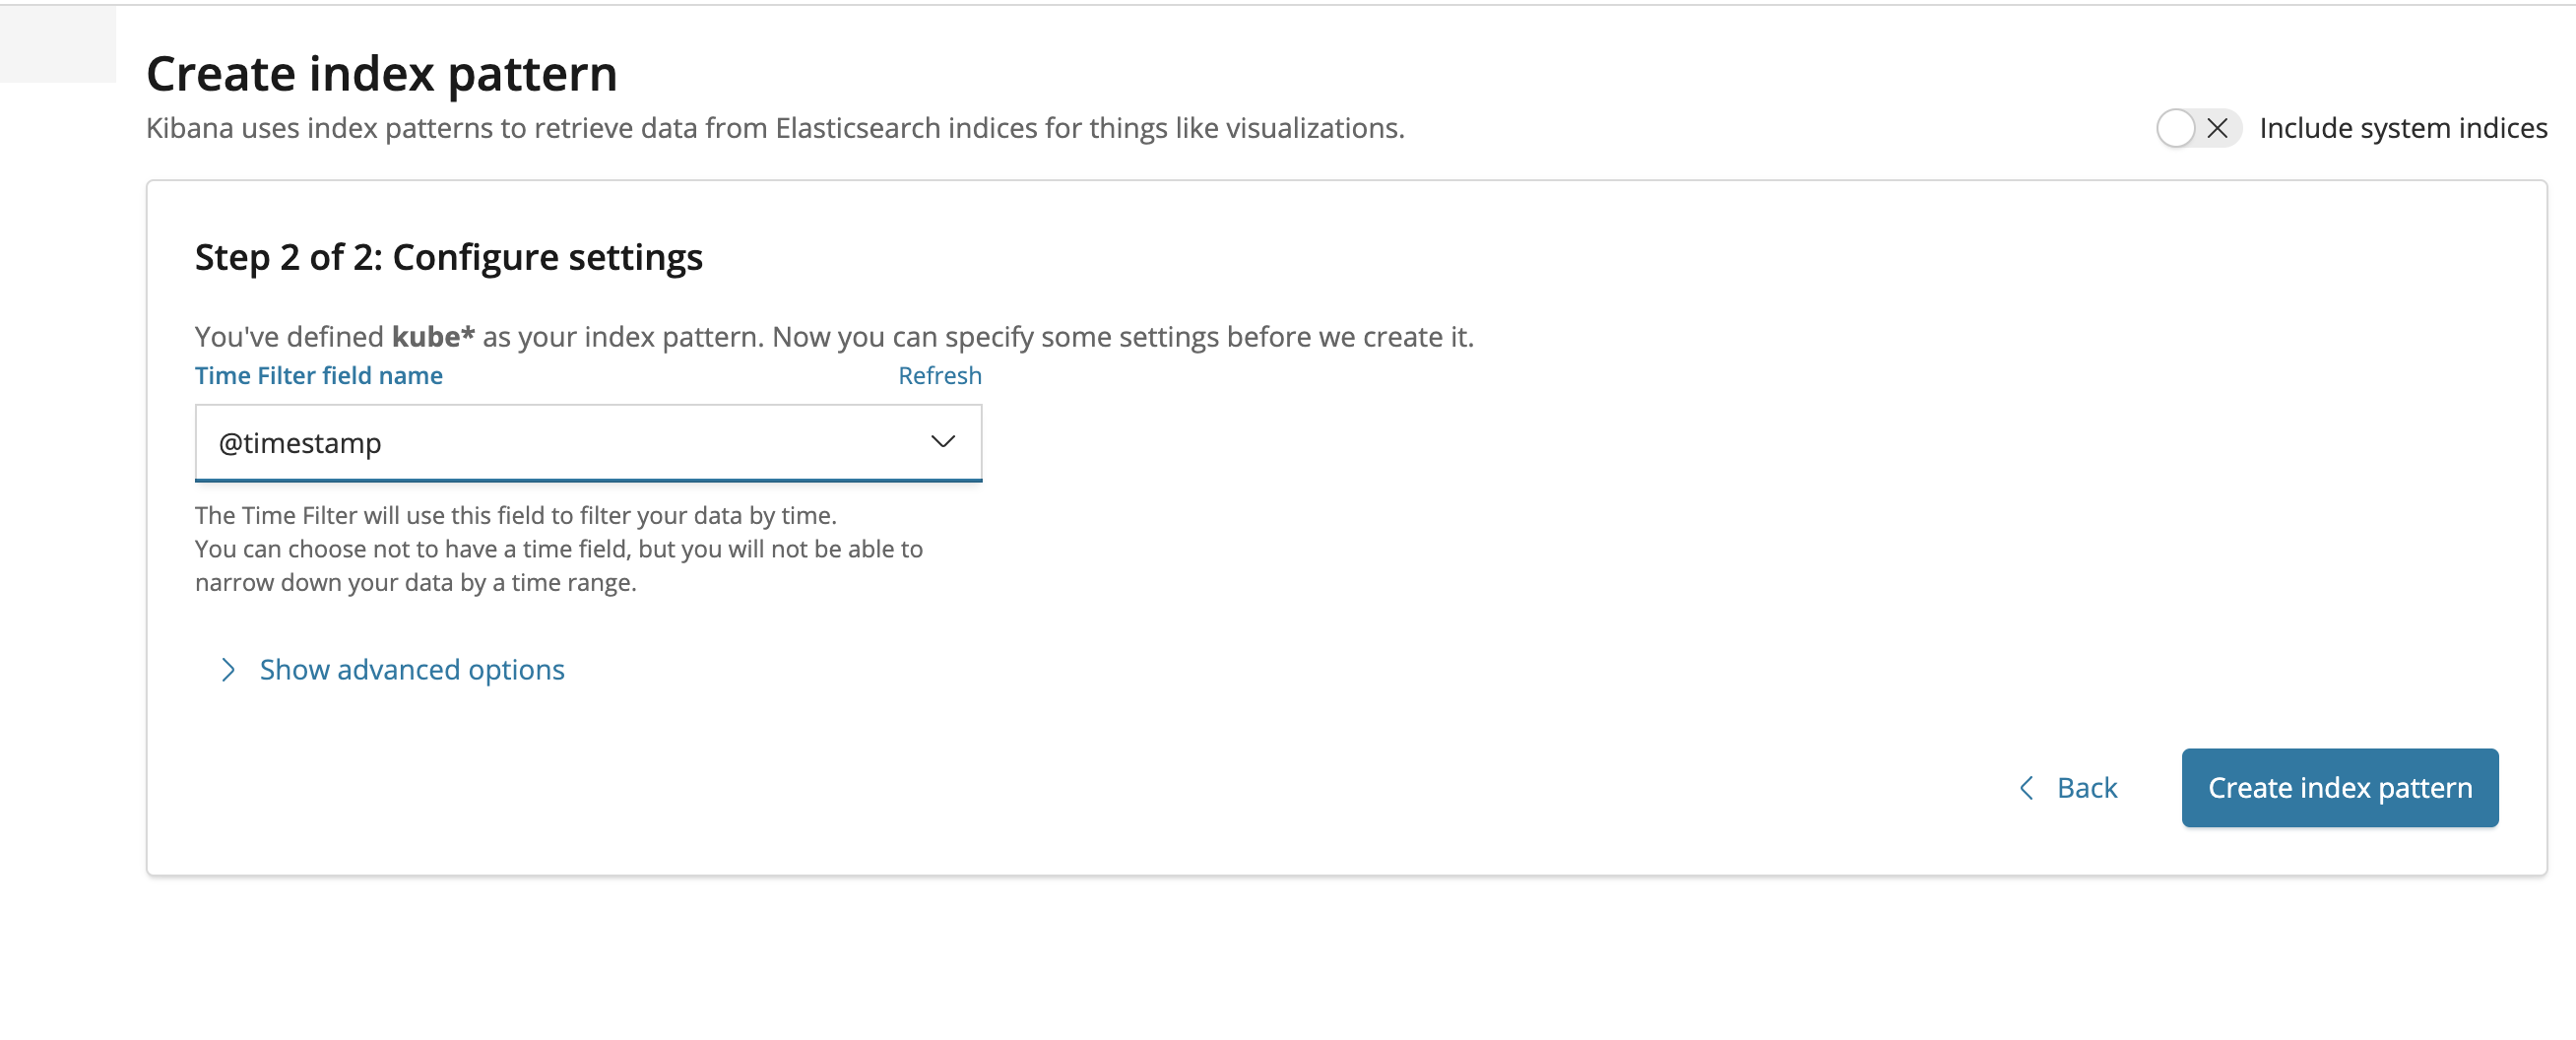 Create index pattern
Kibana uses index patterns to retrieve data from Elasticsearch indices for things like visualizations.
Include system indices
Step 2 of 2: Configure settings
You've defined kube* as your index pattern. Now you can specify some settings before we create it.
Time Filter field name
Refresh
@timestamp
The Time Filter will use this field to filter your data by time.
You can choose not to have a time field, but you will not be able to
narrow down your data by a time range.
Show advanced options
Back
Create index pattern